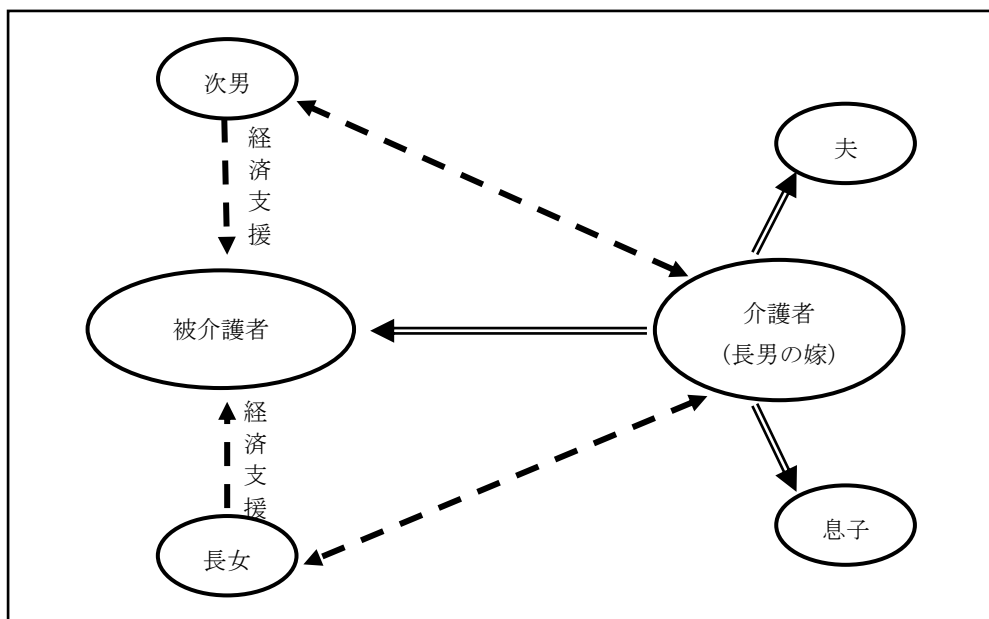 次男
経済支援
夫
被介護者
介護者
(長男の嫁)
経済支援
長女
息子